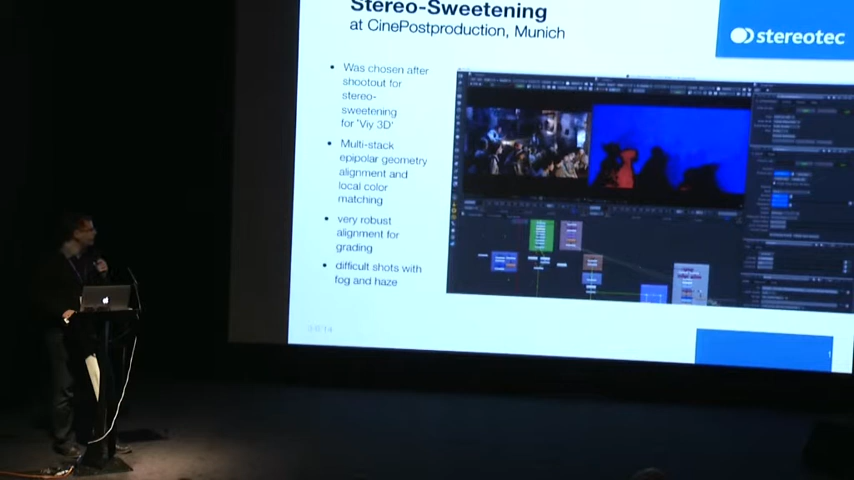 Stereo-Sweetening
at CinePostproduction, Munich
stereotec
• Was chosen after
shootout for
stereo-
sweetening
for 'Viy 3D'
• Multi-stack
epipolar geometry
alignment and
local color
matching
• very robust
alignment for
grading
• difficult shots with
fog and haze